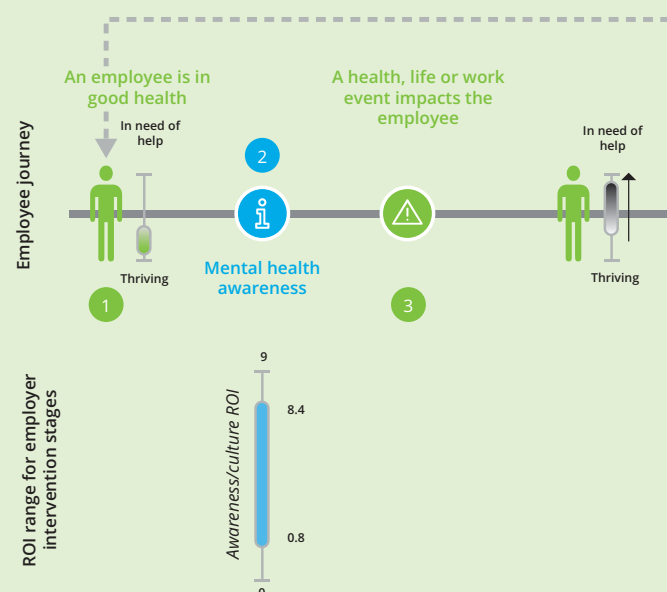 An employee is in
good health
A health, life or work
event impacts the
employee
Employee journey
In need of
help
Thriving
1
2
Mental health
awareness
3
In need of
help
Thriving
ROI range for employer
intervention stages
Awareness/culture ROI
9
8.4
0.8